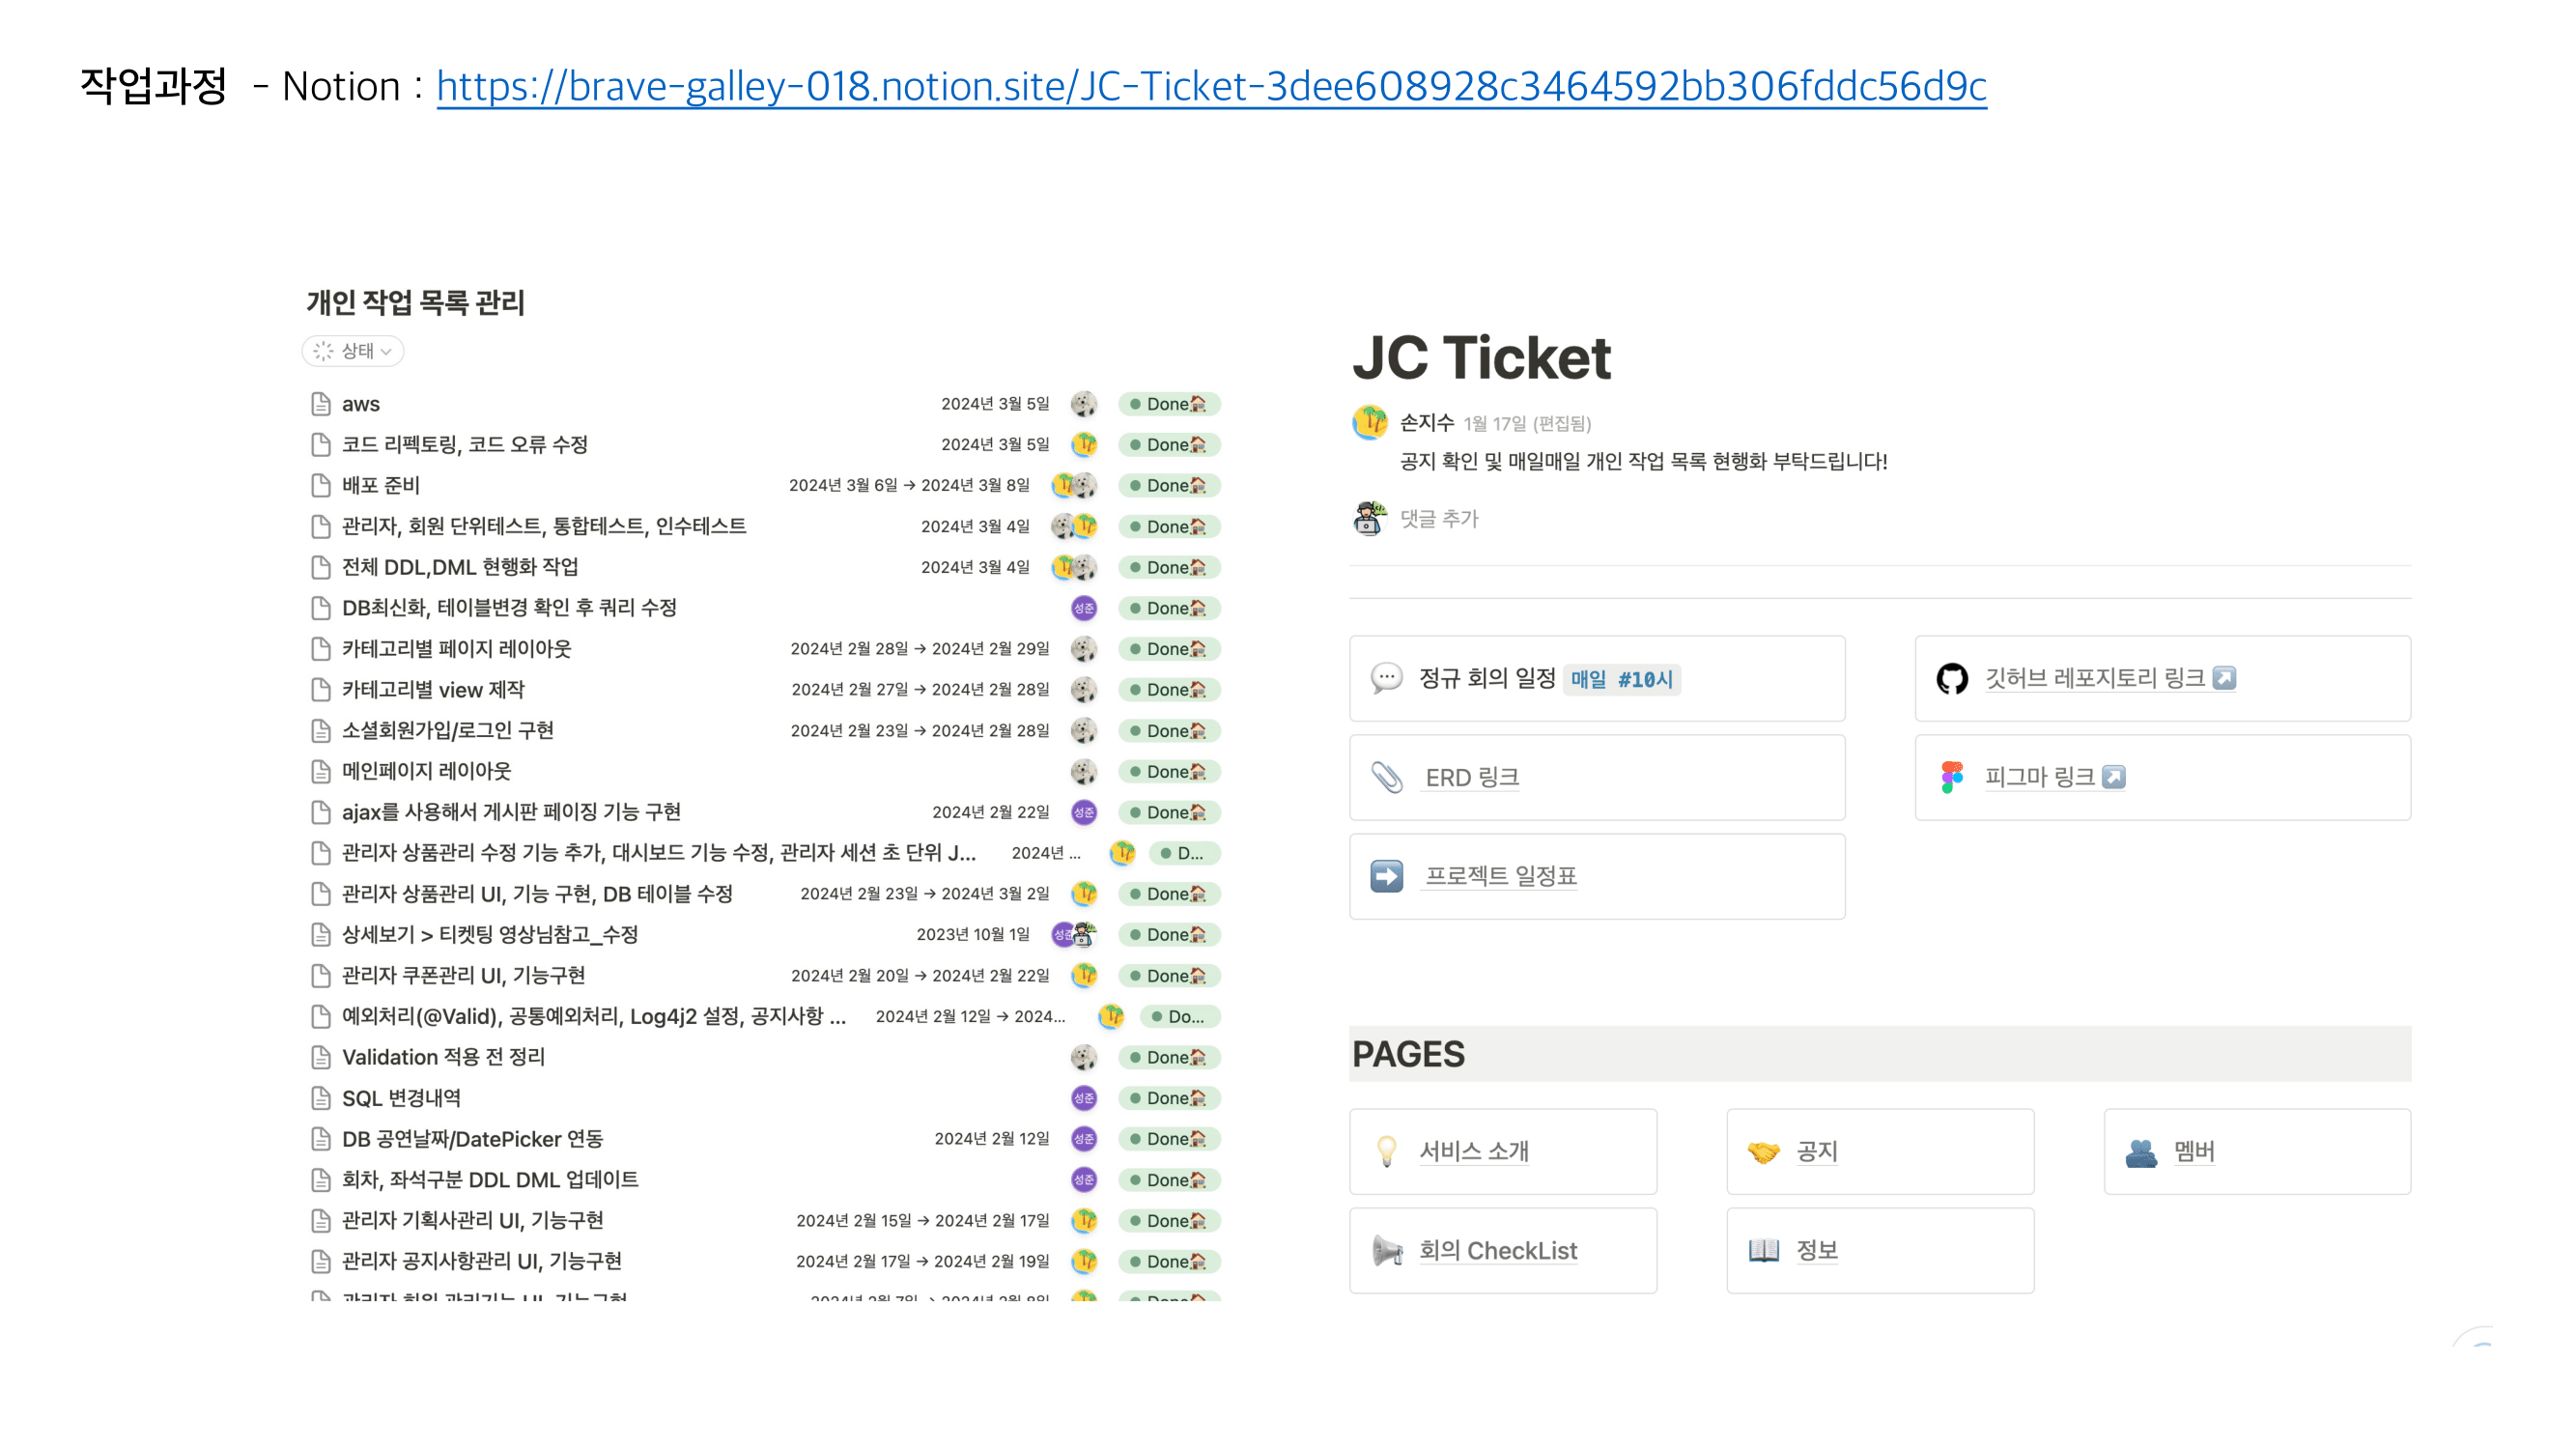 작업과정 - Notion : https://brave-galley-018.notion.site/JC-Ticket-3dee608928c3464592bb306fddc56d9c
개인 작업 목록 관리
상태
aws 2024년 3월 5일 Done
코드 리펙토링, 코드 오류 수정 2024년 3월 5일 Done
배포 준비 2024년 3월 6일 → 2024년 3월 8일 Done
관리자, 회원 단위테스트, 통합테스트, 인수테스트 2024년 3월 4일 Done
전체 DDL,DML 현행화 작업 2024년 3월 4일 Done
DB최신화, 테이블변경 확인 후 쿼리 수정 성준 Done
카테고리별 페이지 레이아웃 2024년 2월 28일 → 2024년 2월 29일 Done
카테고리별 view 제작 2024년 2월 27일 → 2024년 2월 28일 Done
소셜회원가입/로그인 구현 2024년 2월 23일 → 2024년 2월 28일 Done
메인페이지 레이아웃 Done
ajax를 사용해서 게시판 페이징 기능 구현 2024년 2월 22일 성준 Done
관리자 상품관리 수정 기능 추가, 대시보드 기능 수정, 관리자 세션 초 단위 J... 2024년 ... D...
관리자 상품관리 UI, 기능 구현, DB 테이블 수정 2024년 2월 23일 → 2024년 3월 2일 Done
상세보기 > 티켓팅 영상님참고_수정 2023년 10월 1일 성준 Done
관리자 쿠폰관리 UI, 기능구현 2024년 2월 20일 → 2024년 2월 22일 Done
예외처리(@Valid), 공통예외처리, Log4j2 설정, 공지사항 ... 2024년 2월 12일 → 2024... Do...
Validation 적용 전 정리 Done
SQL 변경내역 성준 Done
DB 공연날짜/DatePicker 연동 2024년 2월 12일 성준 Done
회차, 좌석구분 DDL DML 업데이트 성준 Done
관리자 기획사관리 UI, 기능구현 2024년 2월 15일 → 2024년 2월 17일 Done
관리자 공지사항관리 UI, 기능구현 2024년 2월 17일 → 2024년 2월 19일 Done
관리자 회원 관리기능 UI, 기능구현 2024년 2월 7일 → 2024년 2월 8일 Done
JC Ticket
손지수 1월 17일 (편집됨)
공지 확인 및 매일매일 개인 작업 목록 현행화 부탁드립니다!
댓글 추가
정규 회의 일정 매일 #10시
깃허브 레포지토리 링크
ERD 링크
피그마 링크
프로젝트 일정표
PAGES
서비스 소개
공지
멤버
회의 CheckList
정보